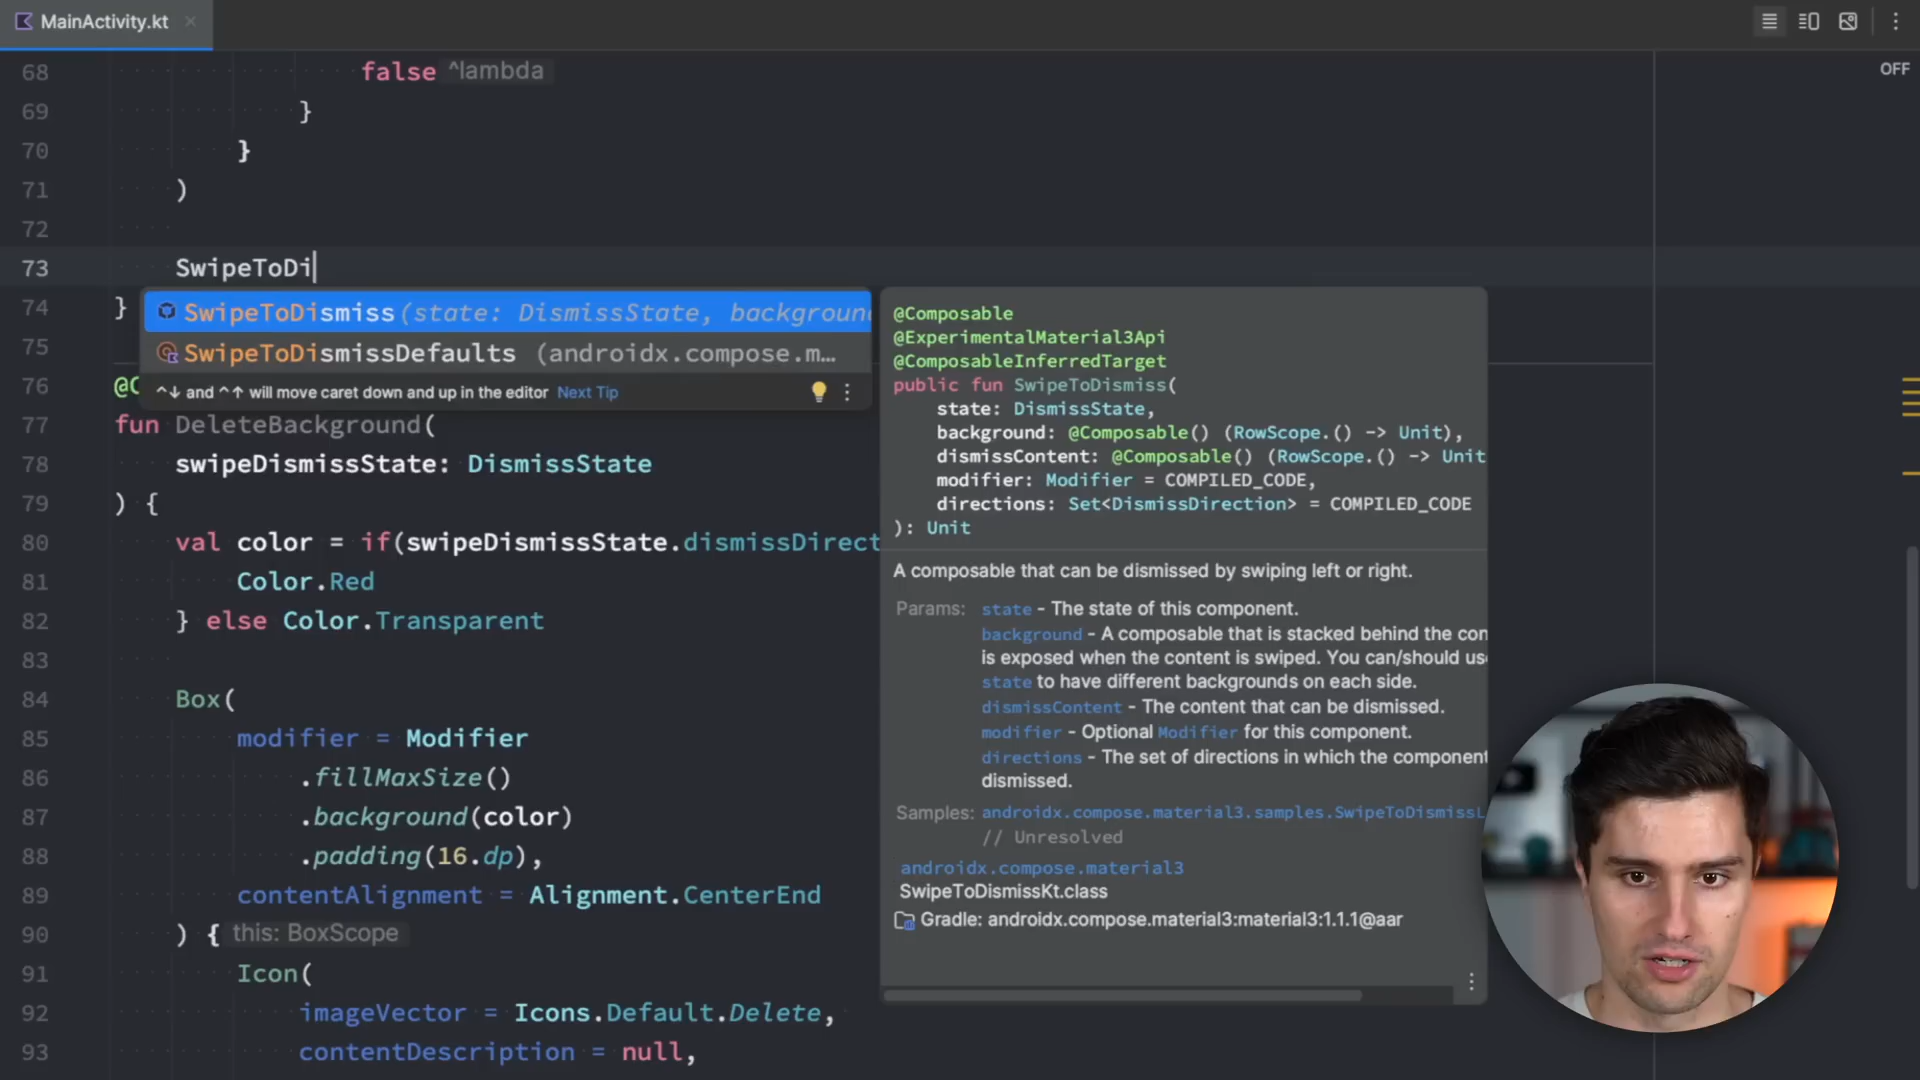 MainActivity.kt
OFF
68 false ^lambda
69 }
70 }
71 )
72
73 SwipeToDi
74 }
75
SwipeToDismiss(state: DismissState, background
SwipeToDismissDefaults (androidx.compose.m…
^↓ and ^↑ will move caret down and up in the editor Next Tip
76 @C
77 fun DeleteBackground(
78 swipeDismissState: DismissState
79 ) {
80 val color = if(swipeDismissState.dismissDirect
81 Color.Red
82 } else Color.Transparent
83
84 Box(
85 modifier = Modifier
86 .fillMaxSize()
87 .background(color)
88 .padding(16.dp),
89 contentAlignment = Alignment.CenterEnd
90 ) { this: BoxScope
91 Icon(
92 imageVector = Icons.Default.Delete,
93 contentDescription = null,
@Composable
@ExperimentalMaterial3Api
@ComposableInferredTarget
public fun SwipeToDismiss(
state: DismissState,
background: @Composable() (RowScope.() -> Unit),
dismissContent: @Composable() (RowScope.() -> Unit
modifier: Modifier = COMPILED_CODE,
directions: Set<DismissDirection> = COMPILED_CODE
): Unit
A composable that can be dismissed by swiping left or right.
Params: state - The state of this component.
background - A composable that is stacked behind the con
is exposed when the content is swiped. You can/should us
state to have different backgrounds on each side.
dismissContent - The content that can be dismissed.
modifier - Optional Modifier for this component.
directions - The set of directions in which the component
dismissed.
Samples: androidx.compose.material3.samples.SwipeToDismissL
// Unresolved
androidx.compose.material3
SwipeToDismissKt.class
Gradle: androidx.compose.material3:material3:1.1.1@aar